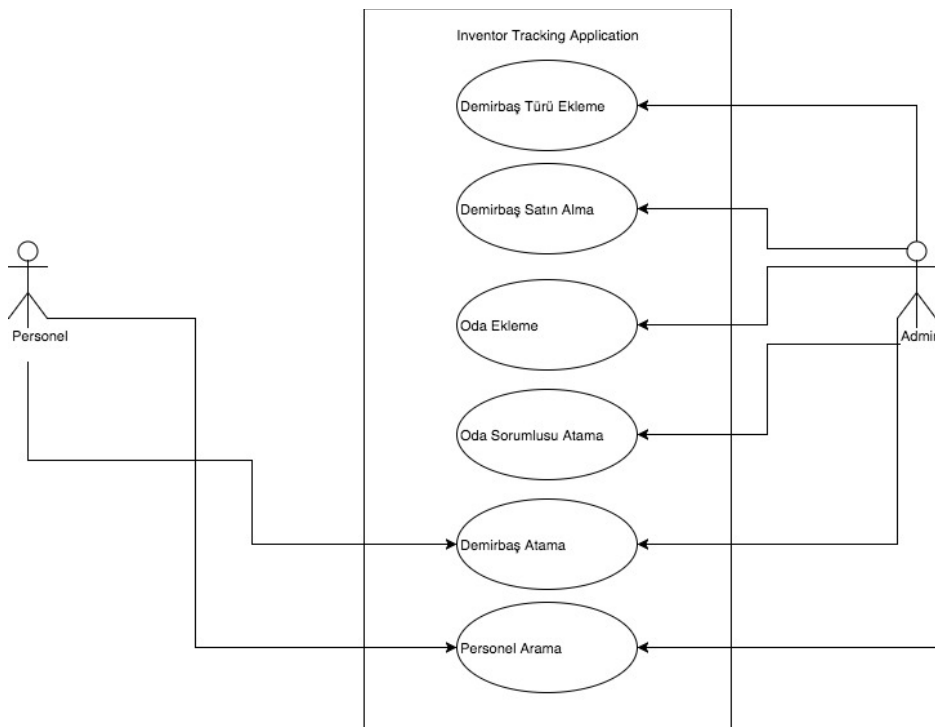 Inventor Tracking Application
Demirbaş Türü Ekleme
Demirbaş Satın Alma
Oda Ekleme
Personel
Admin
Oda Sorumlusu Atama
Demirbaş Atama
Personel Arama